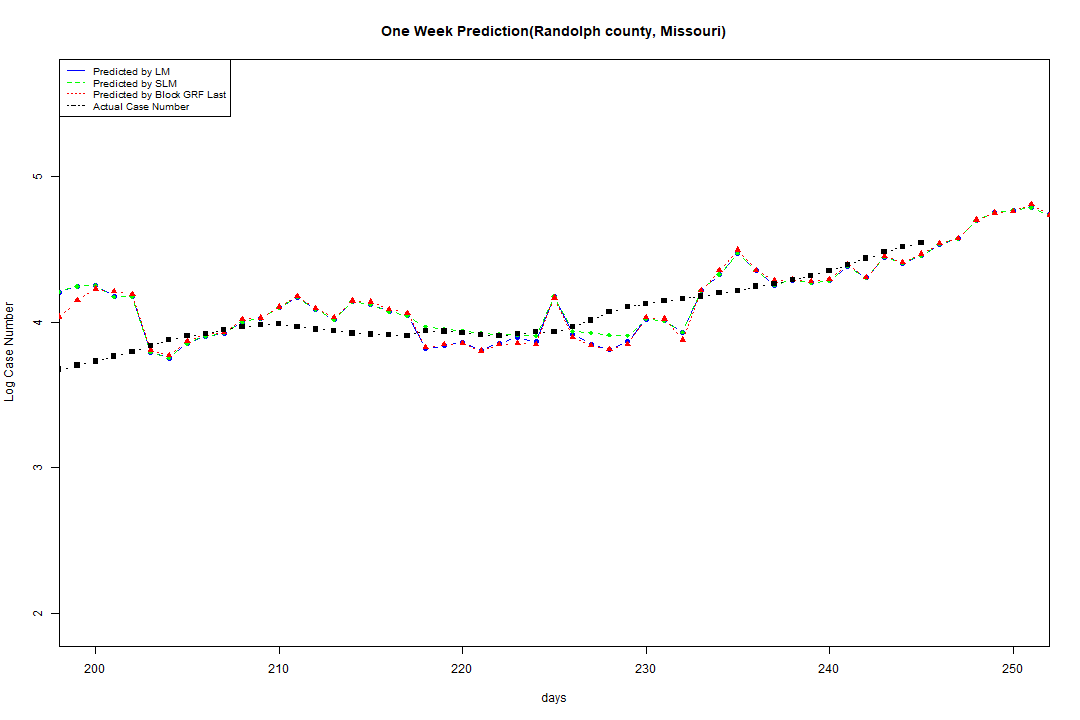 One Week Prediction(Randolph county, Missouri)
Predicted by LM
Predicted by SLM
Predicted by Block GRF Last
Actual Case Number
Log Case Number
5
4
3
2
200 210 220 230 240 250
days